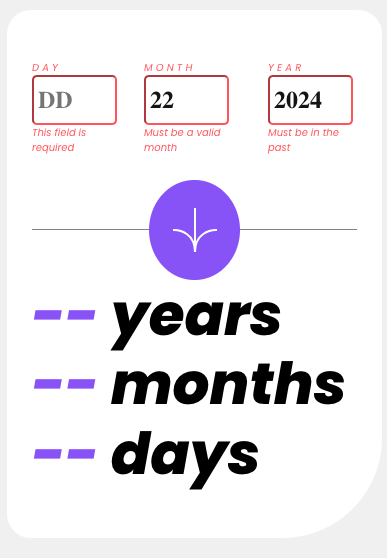 DAY MONTH YEAR
DD 22 2024
This field is required Must be a valid month Must be in the past
-- years
-- months
-- days